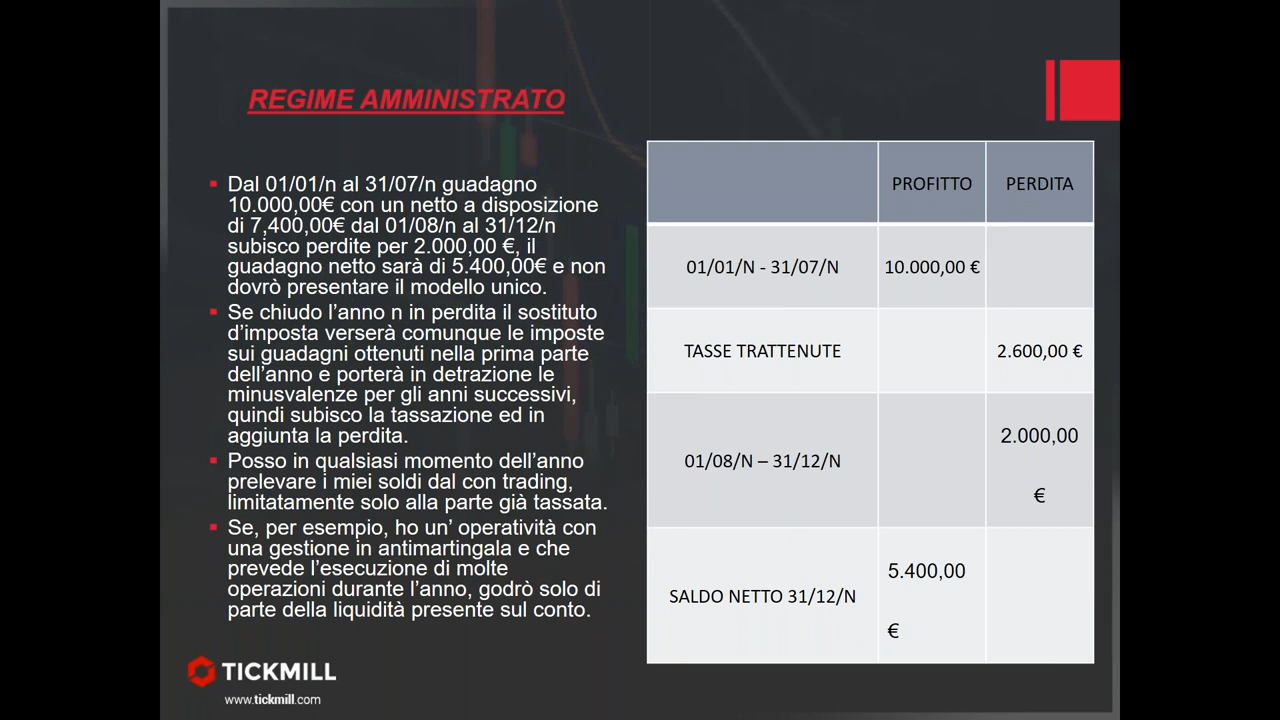 REGIME AMMINISTRATO
Dal 01/01/n al 31/07/n guadagno
10.000,00€ con un netto a disposizione
di 7,400,00€ dal 01/08/n al 31/12/n
subisco perdite per 2.000,00 €, il
guadagno netto sarà di 5.400,00€ e non
dovrò presentare il modello unico.
Se chiudo l’anno n in perdita il sostituto
d’imposta verserà comunque le imposte
sui guadagni ottenuti nella prima parte
dell’anno e porterà in detrazione le
minusvalenze per gli anni successivi,
quindi subisco la tassazione ed in
aggiunta la perdita.
Posso in qualsiasi momento dell’anno
prelevare i miei soldi dal con trading,
limitatamente solo alla parte già tassata.
Se, per esempio, ho un’ operatività con
una gestione in antimartingala e che
prevede l’esecuzione di molte
operazioni durante l’anno, godrò solo di
parte della liquidità presente sul conto.
PROFITTO PERDITA
01/01/N - 31/07/N 10.000,00 €
TASSE TRATTENUTE 2.600,00 €
01/08/N – 31/12/N 2.000,00
€
SALDO NETTO 31/12/N 5.400,00
€
TICKMILL
www.tickmill.com